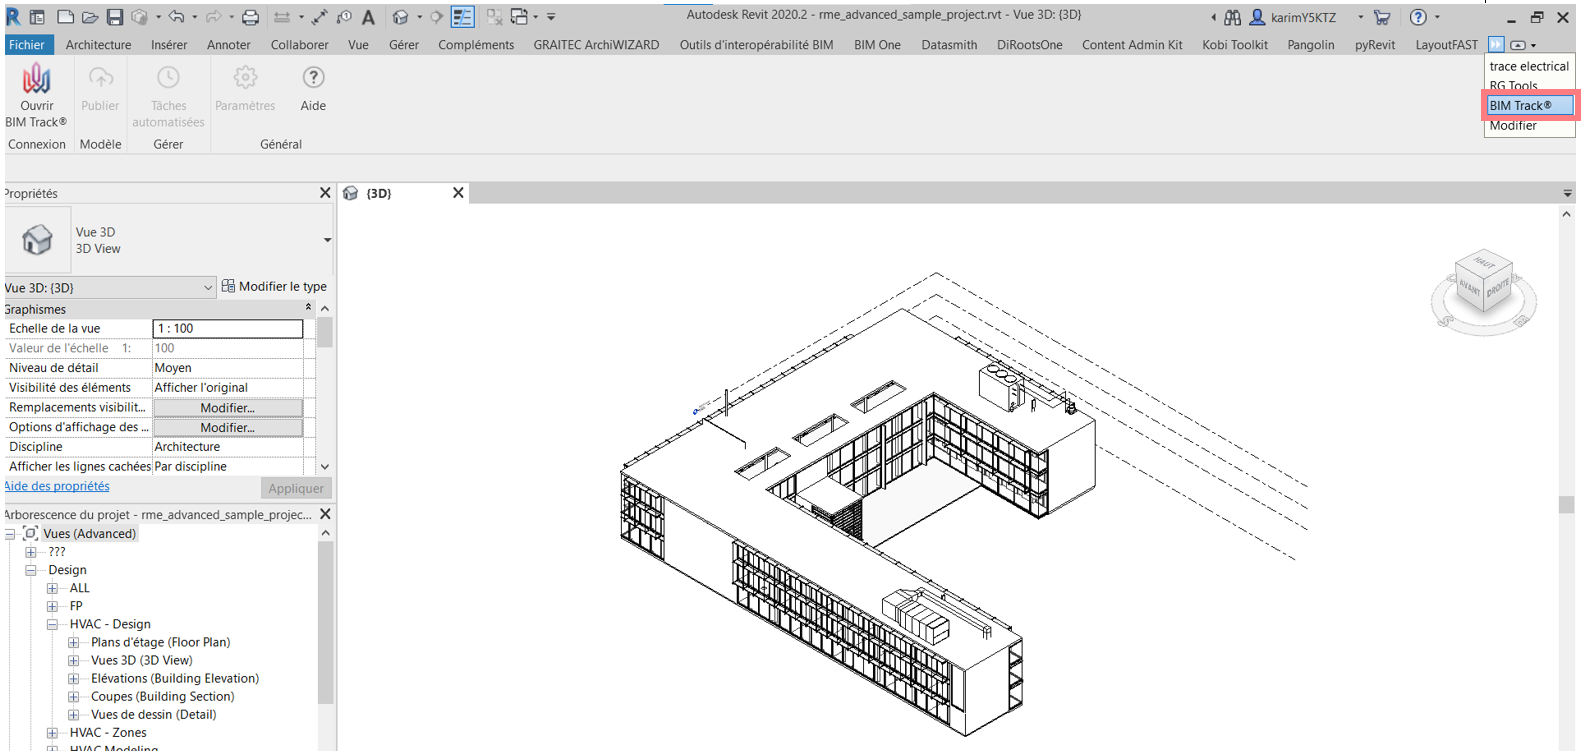 Autodesk Revit 2020.2 - rme_advanced_sample_project.rvt - Vue 3D: {3D}
karimY5KTZ
Fichier Architecture Insérer Annoter Collaborer Vue Gérer Compléments GRAITEC ArchiWIZARD Outils d'interopérabilité BIM BIM One Datasmith DiRootsOne Content Admin Kit Kobi Toolkit Pangolin pyRevit LayoutFAST
trace electrical
RG Tools
BIM Track®
Modifier
Ouvrir
BIM Track®
Publier
Tâches
automatisées
Paramètres
Aide
Connexion Modèle Gérer Général
Propriétés
{3D}
Vue 3D
3D View
Vue 3D: {3D}
Modifier le type
Graphismes
Echelle de la vue 1 : 100
Valeur de l'échelle 1: 100
Niveau de détail Moyen
Visibilité des éléments Afficher l'original
Remplacements visibilit... Modifier...
Options d'affichage des ... Modifier...
Discipline Architecture
Afficher les lignes cachées Par discipline
Aide des propriétés
Appliquer
Arborescence du projet - rme_advanced_sample_projec...
Vues (Advanced)
???
Design
ALL
FP
HVAC - Design
Plans d'étage (Floor Plan)
Vues 3D (3D View)
Elévations (Building Elevation)
Coupes (Building Section)
Vues de dessin (Detail)
HVAC - Zones
HVAC Modeling
HAUT
AVANT
DROITE